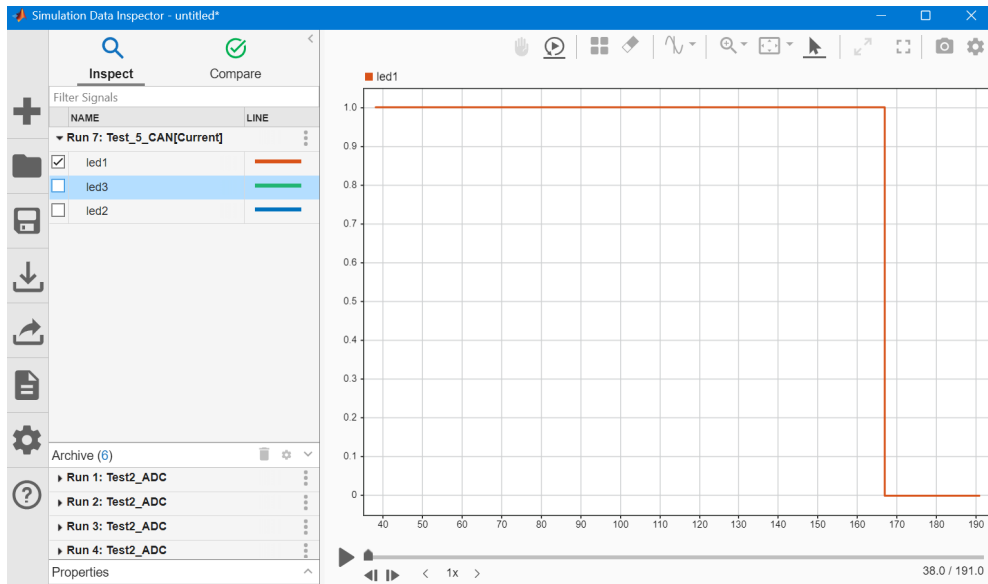 Simulation Data Inspector - untitled*
Inspect
Compare
Filter Signals
NAME
LINE
Run 7: Test_5_CAN[Current]
led1
led3
led2
Archive (6)
Run 1: Test2_ADC
Run 2: Test2_ADC
Run 3: Test2_ADC
Run 4: Test2_ADC
Properties
led1
1.0
0.9
0.8
0.7
0.6
0.5
0.4
0.3
0.2
0.1
0
40 50 60 70 80 90 100 110 120 130 140 150 160 170 180 190
1x
38.0 / 191.0